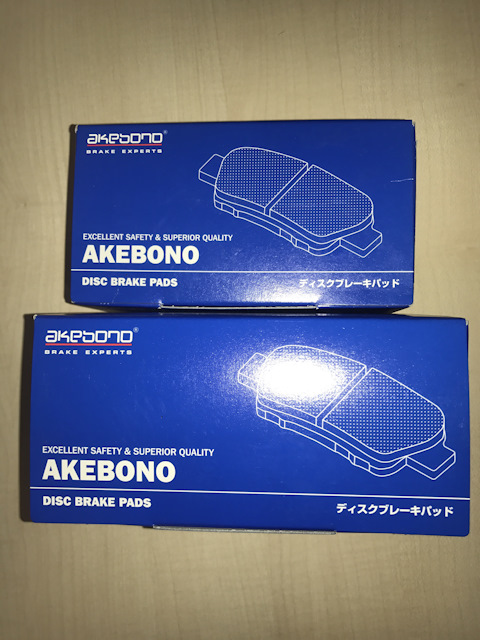 akebono®
BRAKE EXPERTS
EXCELLENT SAFETY & SUPERIOR QUALITY
AKEBONO
DISC BRAKE PADS
ディスクブレーキパッド
akebono®
BRAKE EXPERTS
EXCELLENT SAFETY & SUPERIOR QUALITY
AKEBONO
DISC BRAKE PADS
ディスクブレーキパッド